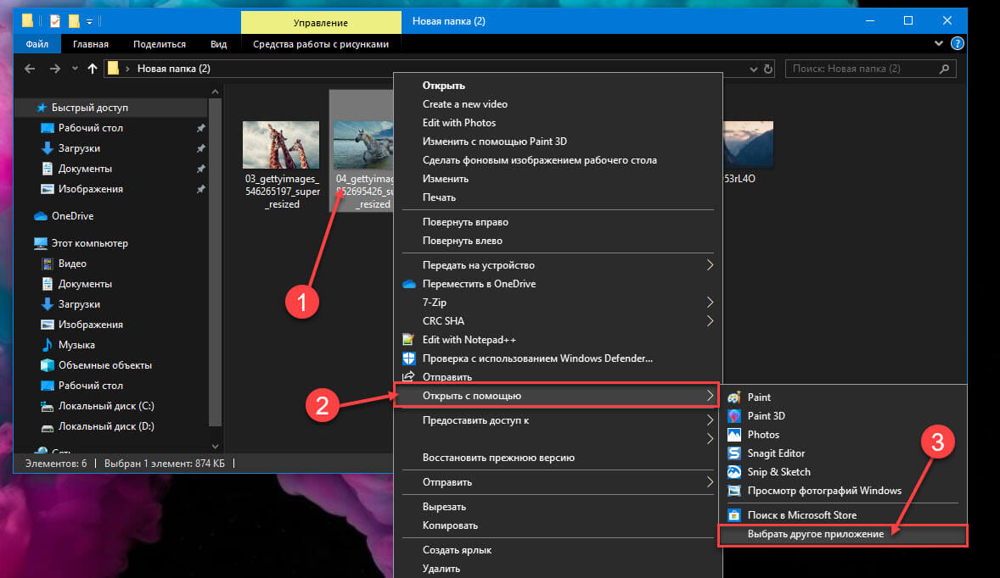 Управление
Новая папка (2)
Файл
Главная
Поделиться
Вид
Средства работы с рисунками
?
Новая папка (2)
Поиск: Новая папка (2)
Быстрый доступ
Рабочий стол
Загрузки
Документы
Изображения
OneDrive
Этот компьютер
Видео
Документы
Загрузки
Изображения
Музыка
Объемные объекты
Рабочий стол
Локальный диск (C:)
Локальный диск (D:)
Элементов: 6
Выбран 1 элемент: 874 КБ
03_gettyimages_
546265197_super
_resized
04_gettyimag
862695426_su
_resized
53rL4O
1
Открыть
Create a new video
Edit with Photos
Изменить с помощью Paint 3D
Сделать фоновым изображением рабочего стола
Изменить
Печать
Повернуть вправо
Повернуть влево
Передать на устройство
Переместить в OneDrive
7-Zip
CRC SHA
Edit with Notepad++
Проверка с использованием Windows Defender...
Отправить
2
Открыть с помощью
Предоставить доступ к
Восстановить прежнюю версию
Отправить
Вырезать
Копировать
Создать ярлык
Удалить
Paint
Paint 3D
Photos
Snagit Editor
Snip & Sketch
Просмотр фотографий Windows
Поиск в Microsoft Store
Выбрать другое приложение
3